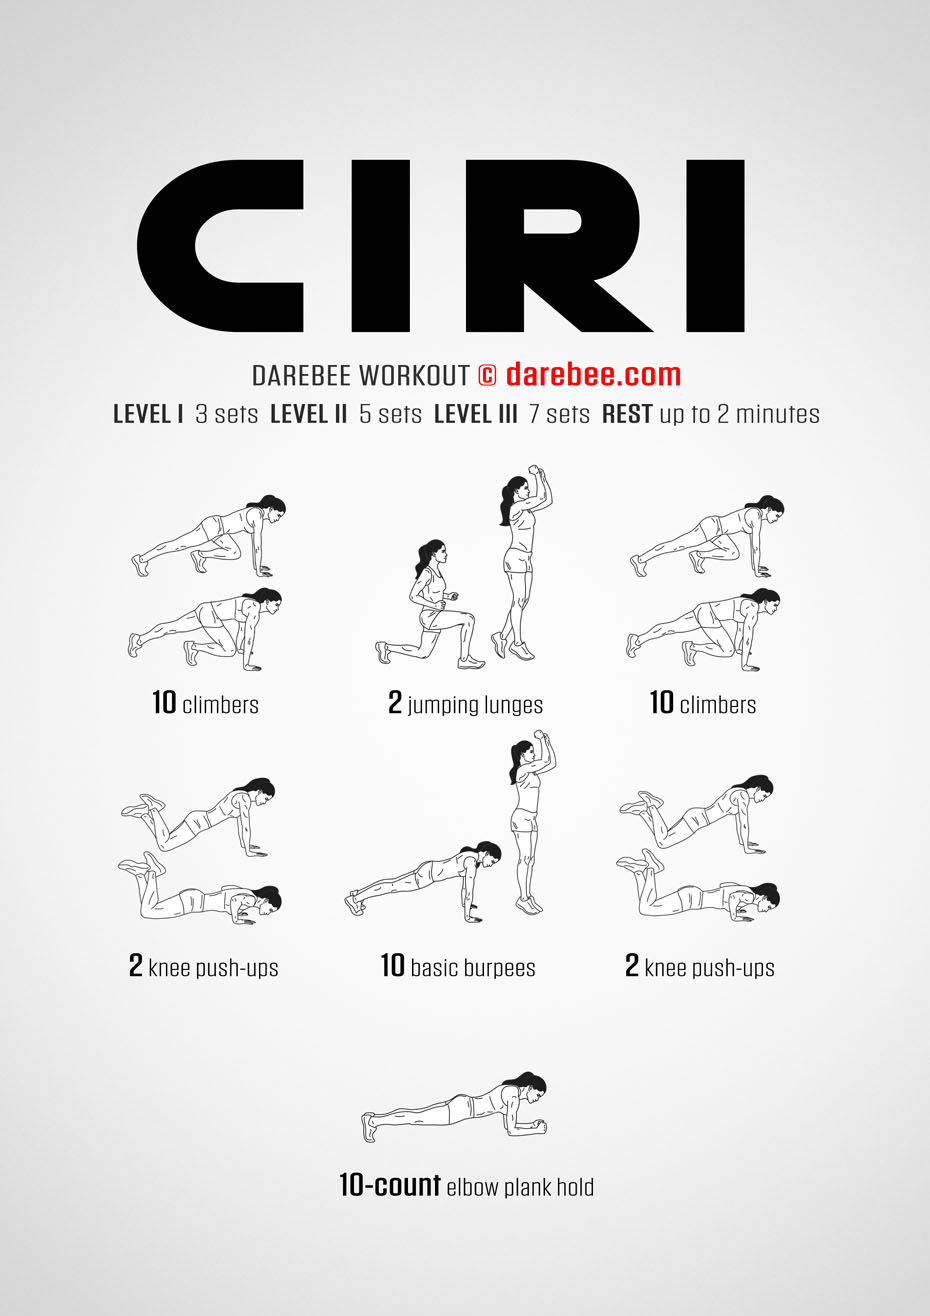 CIRI
DAREBEE WORKOUT © darebee.com
LEVEL I 3 sets LEVEL II 5 sets LEVEL III 7 sets REST up to 2 minutes
10 climbers
2 jumping lunges
10 climbers
2 knee push-ups
10 basic burpees
2 knee push-ups
10-count elbow plank hold